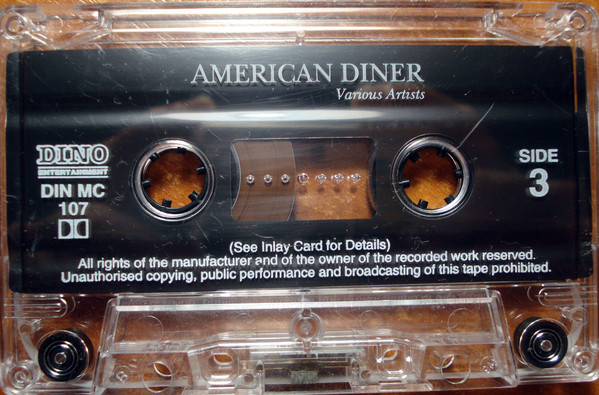 AMERICAN DINER
Various Artists
DINO
ENTERTAINMENT
DIN MC
107
SIDE
3
(See Inlay Card for Details)
All rights of the manufacturer and of the owner of the recorded work reserved.
Unauthorised copying, public performance and broadcasting of this tape prohibited.